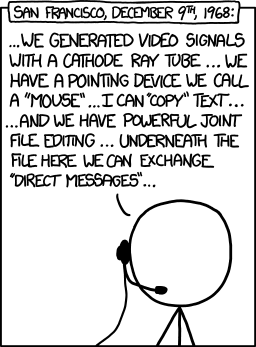 SAN FRANCISCO, DECEMBER 9TH, 1968:
...WE GENERATED VIDEO SIGNALS
WITH A CATHODE RAY TUBE ... WE
HAVE A POINTING DEVICE WE CALL
A "MOUSE"... I CAN "COPY" TEXT...
...AND WE HAVE POWERFUL JOINT
FILE EDITING ... UNDERNEATH THE
FILE HERE WE CAN EXCHANGE
"DIRECT MESSAGES"...